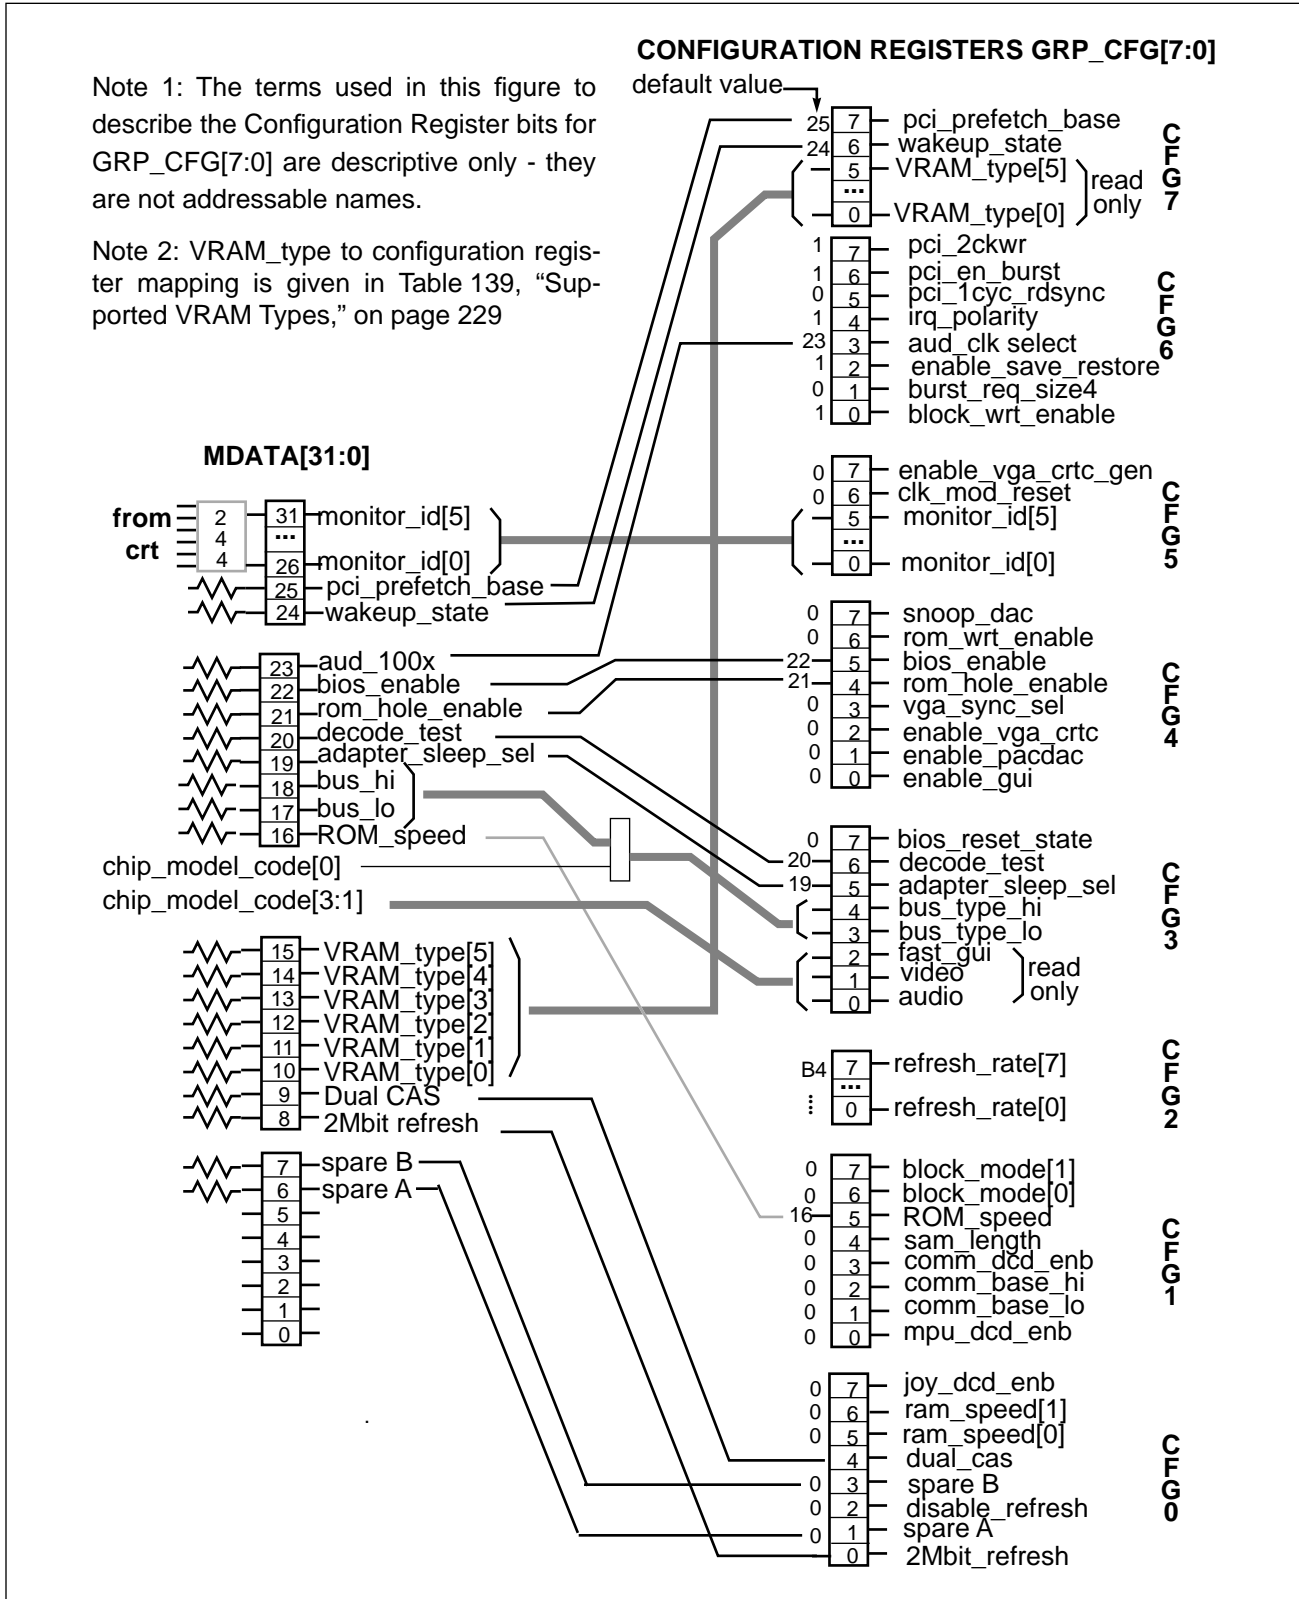 CONFIGURATION REGISTERS GRP_CFG[7:0]
default value
Note 1: The terms used in this figure to
describe the Configuration Register bits for
GRP_CFG[7:0] are descriptive only - they
are not addressable names.
Note 2: VRAM_type to configuration regis-
ter mapping is given in Table 139, “Sup-
ported VRAM Types,” on page 229
MDATA[31:0]
from
crt
2
4
4
31 monitor_id[5]
...
26 monitor_id[0]
25 pci_prefetch_base
24 wakeup_state
23 aud_100x
22 bios_enable
21 rom_hole_enable
20 decode_test
19 adapter_sleep_sel
18 bus_hi
17 bus_lo
16 ROM_speed
chip_model_code[0]
chip_model_code[3:1]
15 VRAM_type[5]
14 VRAM_type[4]
13 VRAM_type[3]
12 VRAM_type[2]
11 VRAM_type[1]
10 VRAM_type[0]
9 Dual CAS
8 2Mbit refresh
7 spare B
6 spare A
5
4
3
2
1
0
25 7 pci_prefetch_base
24 6 wakeup_state
5 VRAM_type[5]
...
0 VRAM_type[0]
read
only
CFG7
1 7 pci_2ckwr
1 6 pci_en_burst
0 5 pci_1cyc_rdsync
1 4 irq_polarity
23 3 aud_clk select
1 2 enable_save_restore
0 1 burst_req_size4
1 0 block_wrt_enable
CFG6
0 7 enable_vga_crtc_gen
0 6 clk_mod_reset
5 monitor_id[5]
...
0 monitor_id[0]
CFG5
0 7 snoop_dac
0 6 rom_wrt_enable
22 5 bios_enable
21 4 rom_hole_enable
0 3 vga_sync_sel
0 2 enable_vga_crtc
0 1 enable_pacdac
0 0 enable_gui
CFG4
0 7 bios_reset_state
20 6 decode_test
19 5 adapter_sleep_sel
4 bus_type_hi
3 bus_type_lo
2 fast_gui
1 video
0 audio
read
only
CFG3
B4 7 refresh_rate[7]
...
0 refresh_rate[0]
CFG2
0 7 block_mode[1]
0 6 block_mode[0]
16 5 ROM_speed
0 4 sam_length
0 3 comm_dcd_enb
0 2 comm_base_hi
0 1 comm_base_lo
0 0 mpu_dcd_enb
CFG1
0 7 joy_dcd_enb
0 6 ram_speed[1]
0 5 ram_speed[0]
4 dual_cas
0 3 spare B
0 2 disable_refresh
0 1 spare A
0 2Mbit_refresh
CFG0